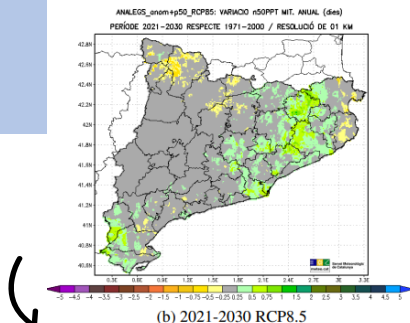 ANALEGS_anom+p50_RCP85: VARIACIO n50PPT MIT. ANUAL (dies)
PERÍODE 2021-2030 RESPECTE 1971-2000 / RESOLUCIÓ DE 01 KM
42.8N
42.6N
42.4N
42.2N
42N
41.8N
41.6N
41.4N
41.2N
41N
40.8N
40.6N
meteo.cat
Servei Meteorològic
de Catalunya
0.3E 0.6E 0.9E 1.2E 1.5E 1.8E 2.1E 2.4E 2.7E 3E 3.3E
-5 -4.5 -4 -3.5 -3 -2.5 -2 -1.5 -1 -0.5 -0.25 0.25 0.5 1 1.5 2 2.5 3 3.5 4 4.5 5
(b) 2021-2030 RCP8.5